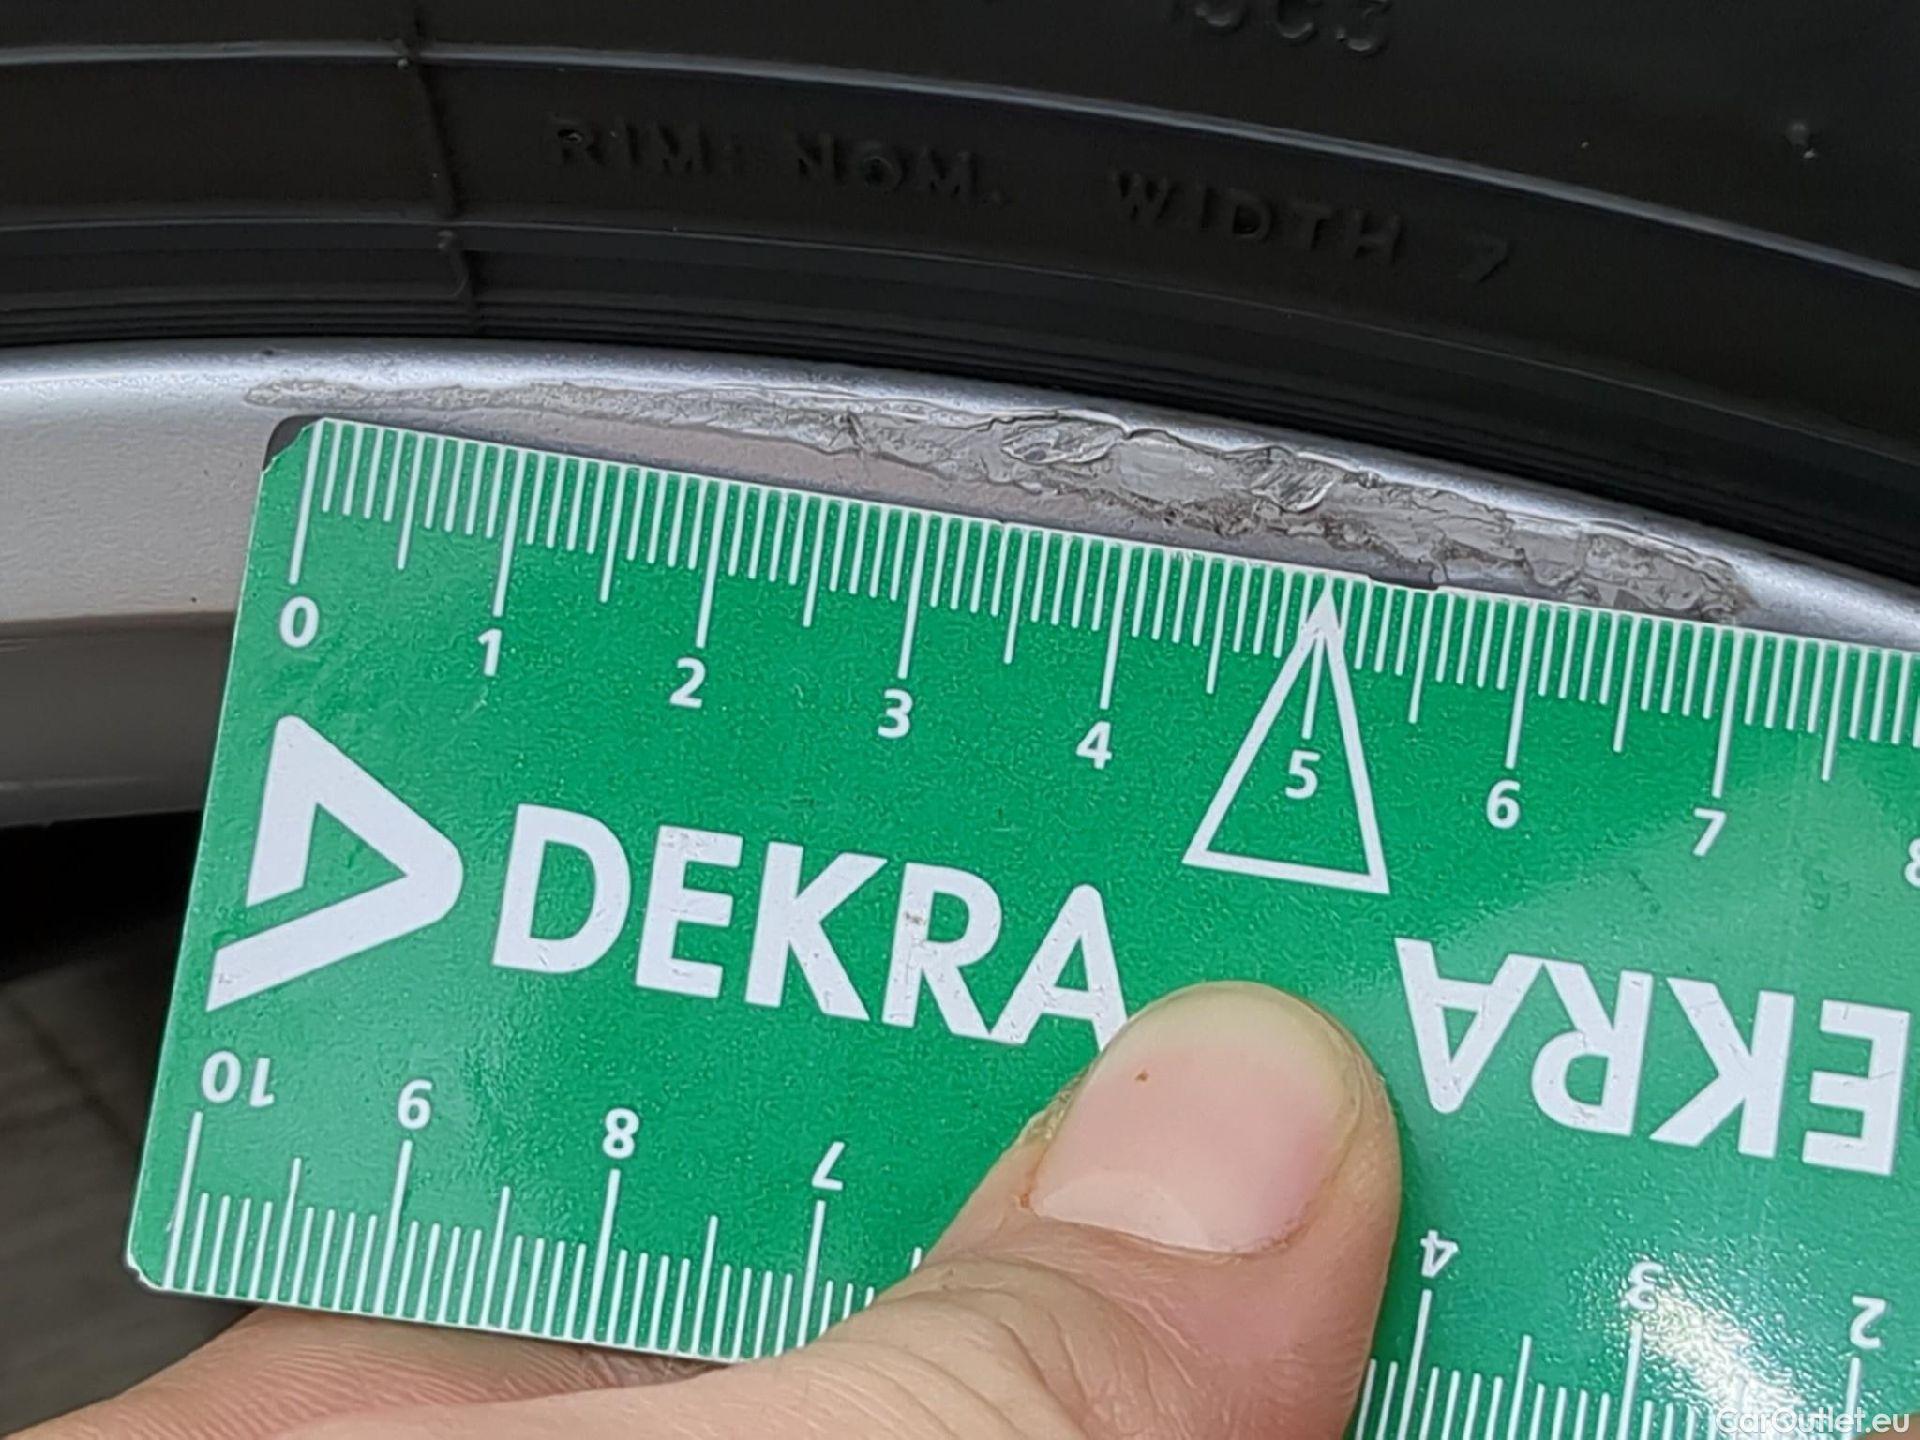 RIM: NOM. WIDTH 7
0 1 2 3 4 5 6 7 8
DEKRA
EKRA
10 9 8 7 4 3 2
CarOutlet.eu